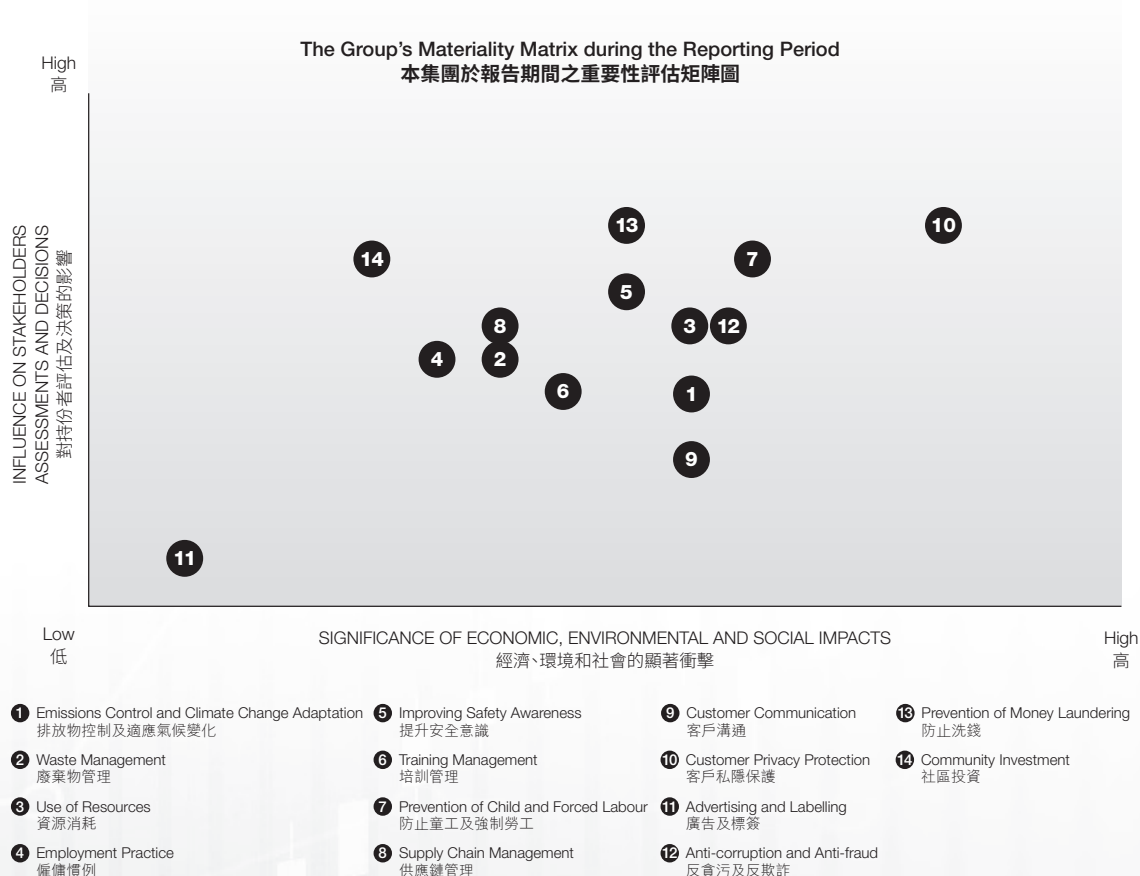 The Group’s Materiality Matrix during the Reporting Period
本集團於報告期間之重要性評估矩陣圖
High
高
INFLUENCE ON STAKEHOLDERS
ASSESSMENTS AND DECISIONS
對持份者評估及決策的影響
13
10
14
7
5
8
3
12
4
2
6
1
9
11
Low
低
SIGNIFICANCE OF ECONOMIC, ENVIRONMENTAL AND SOCIAL IMPACTS
經濟、環境和社會的顯著衝擊
High
高
1 Emissions Control and Climate Change Adaptation
排放物控制及適應氣候變化
2 Waste Management
廢棄物管理
3 Use of Resources
資源消耗
4 Employment Practice
僱傭慣例
5 Improving Safety Awareness
提升安全意識
6 Training Management
培訓管理
7 Prevention of Child and Forced Labour
防止童工及強制勞工
8 Supply Chain Management
供應鏈管理
9 Customer Communication
客戶溝通
10 Customer Privacy Protection
客戶私隱保護
11 Advertising and Labelling
廣告及標簽
12 Anti-corruption and Anti-fraud
反貪污及反欺詐
13 Prevention of Money Laundering
防止洗錢
14 Community Investment
社區投資